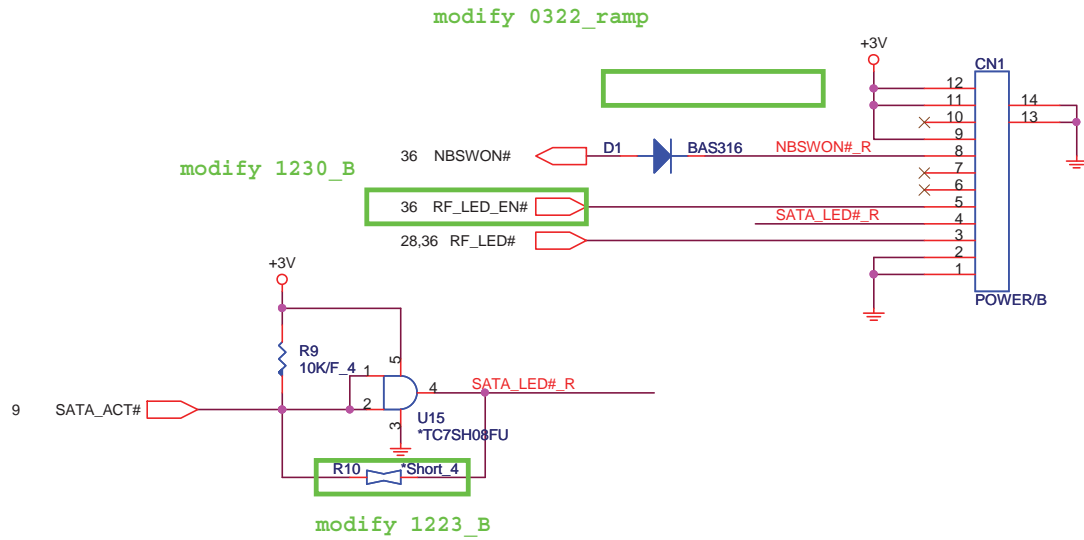 modify 0322_ramp
+3V
CN1
12
11
14
10
13
9
36 NBSWON#
D1
BAS316
NBSWON#_R
8
modify 1230_B
7
6
36 RF_LED_EN#
5
SATA_LED#_R
4
28,36 RF_LED#
3
2
1
+3V
POWER/B
R9
10K/F_4
5
1
4
SATA_LED#_R
9 SATA_ACT#
2
3
U15
*TC7SH08FU
R10
*Short_4
modify 1223_B